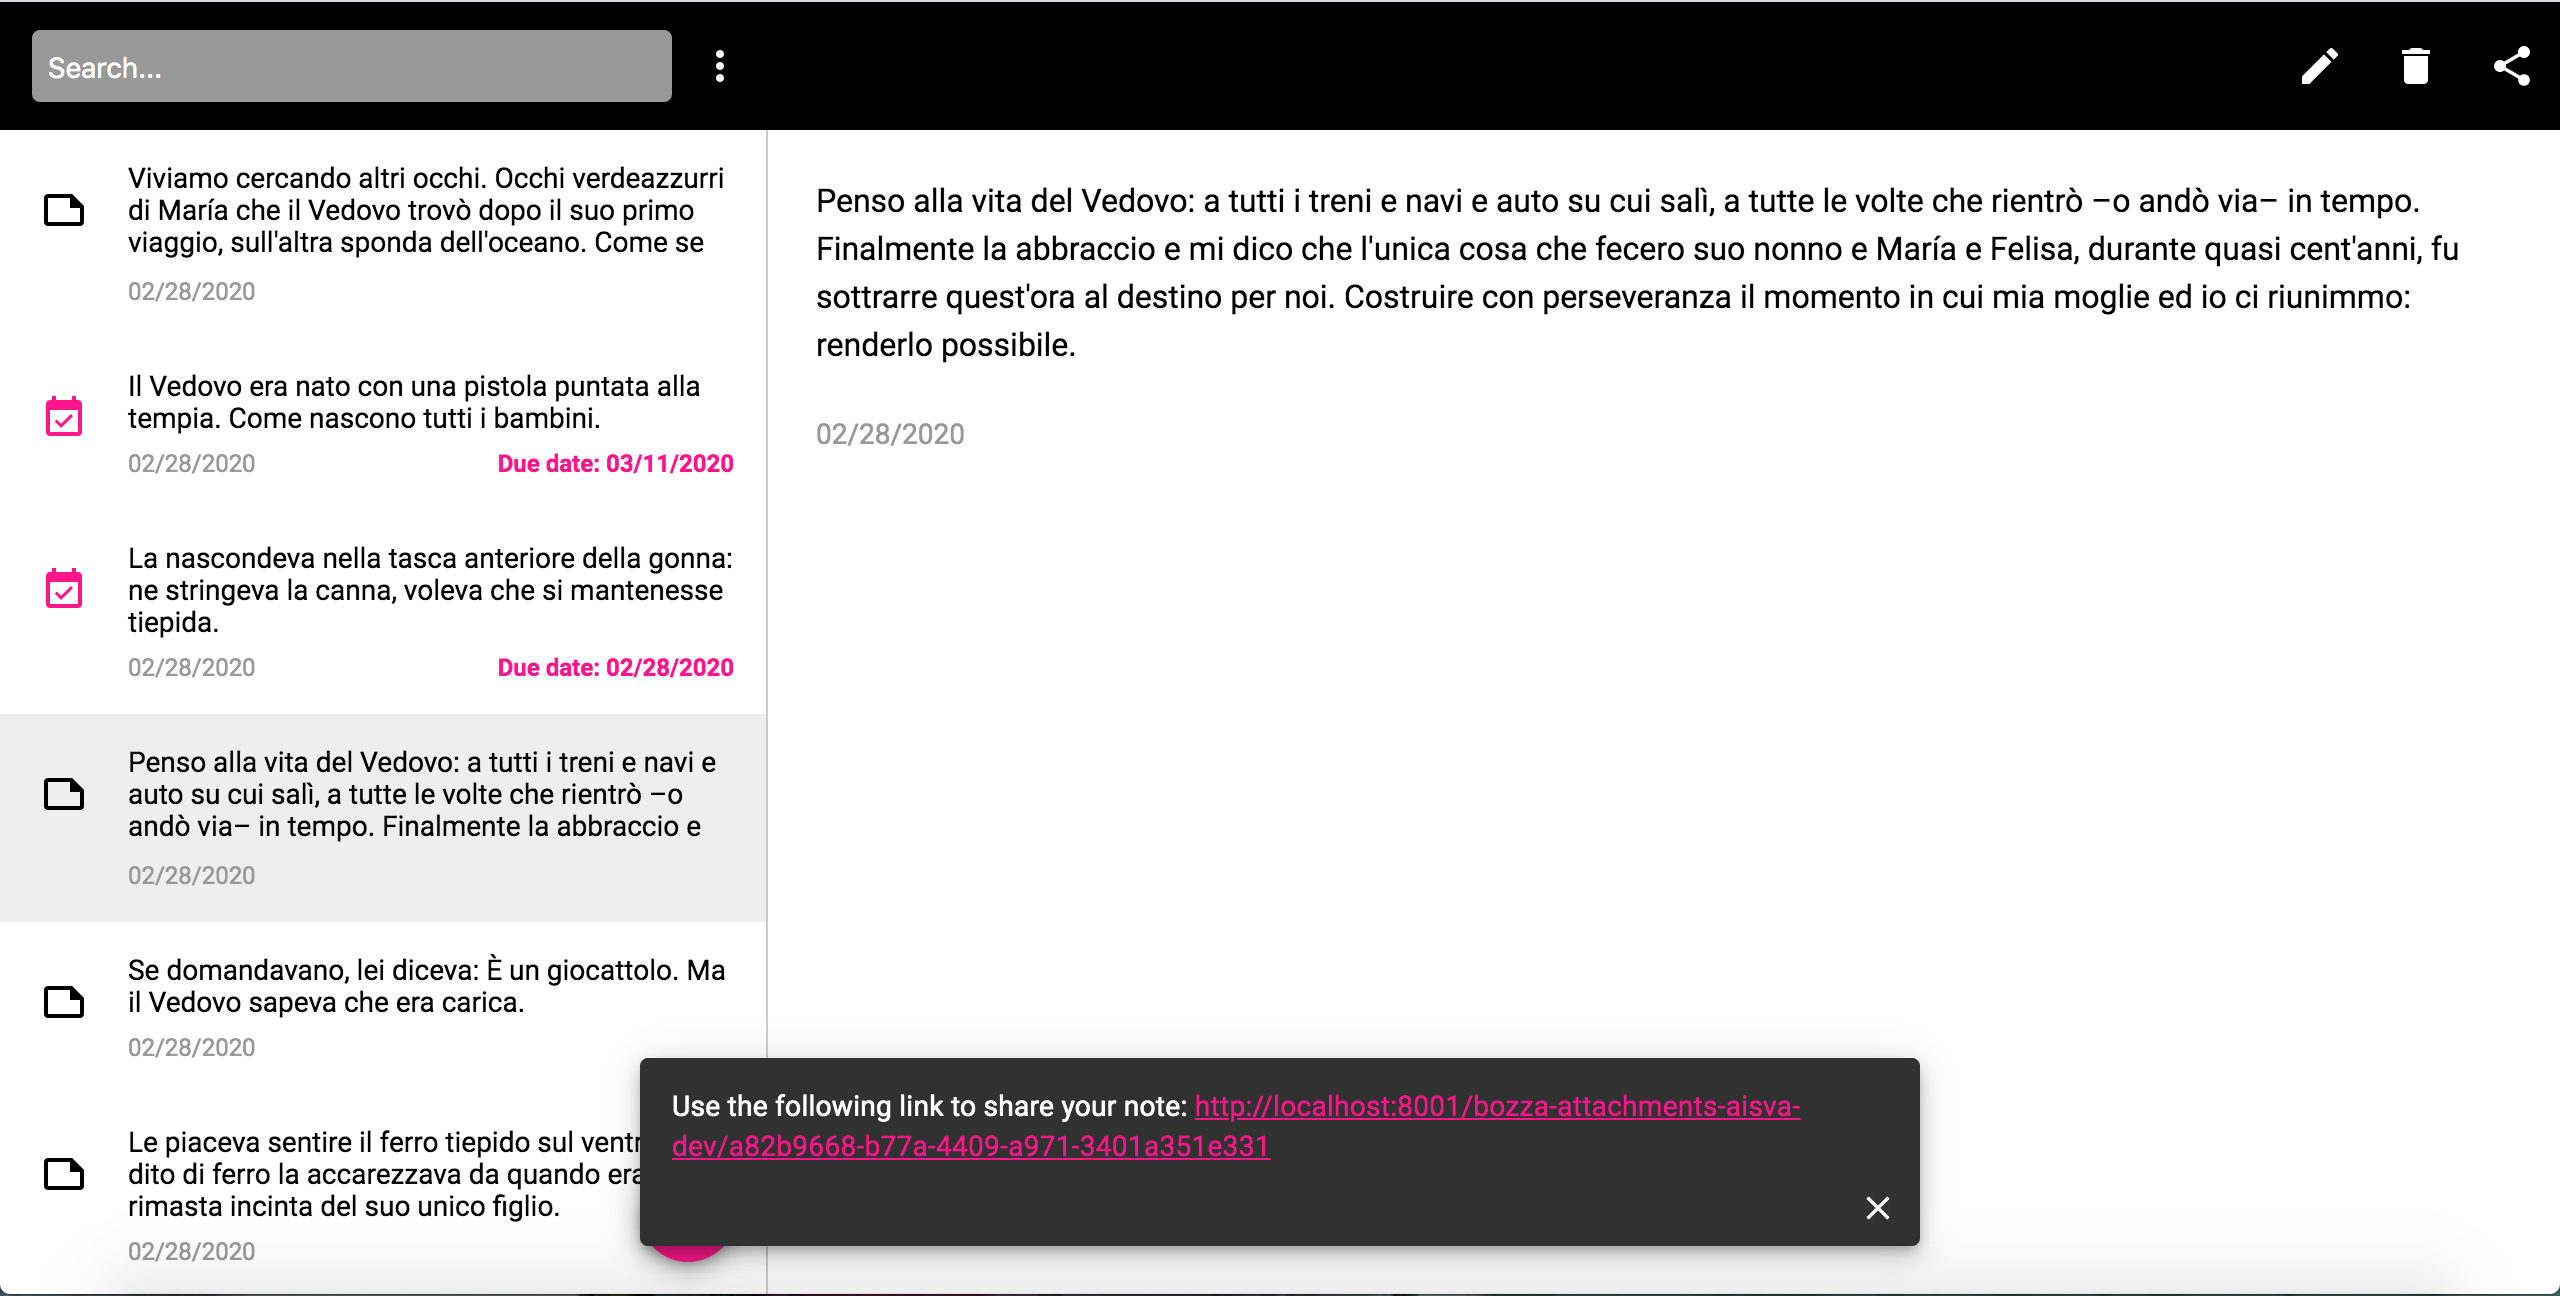 Search...
Viviamo cercando altri occhi. Occhi verdeazzurri
di María che il Vedovo trovò dopo il suo primo
viaggio, sull'altra sponda dell'oceano. Come se
02/28/2020
Il Vedovo era nato con una pistola puntata alla
tempia. Come nascono tutti i bambini.
02/28/2020 Due date: 03/11/2020
La nascondeva nella tasca anteriore della gonna:
ne stringeva la canna, voleva che si mantenesse
tiepida.
02/28/2020 Due date: 02/28/2020
Penso alla vita del Vedovo: a tutti i treni e navi e
auto su cui salì, a tutte le volte che rientrò –o
andò via– in tempo. Finalmente la abbraccio e
02/28/2020
Se domandavano, lei diceva: È un giocattolo. Ma
il Vedovo sapeva che era carica.
02/28/2020
Le piaceva sentire il ferro tiepido sul
dito di ferro la accarezzava da quando
rimasta incinta del suo unico figlio.
02/28/2020
Penso alla vita del Vedovo: a tutti i treni e navi e auto su cui salì, a tutte le volte che rientrò –o andò via– in tempo.
Finalmente la abbraccio e mi dico che l'unica cosa che fecero suo nonno e María e Felisa, durante quasi cent'anni, fu
sottrarre quest'ora al destino per noi. Costruire con perseveranza il momento in cui mia moglie ed io ci riunimmo:
renderlo possibile.
02/28/2020
Use the following link to share your note: http://localhost:8001/bozza-attachments-aisva-
dev/a82b9668-b77a-4409-a971-3401a351e331